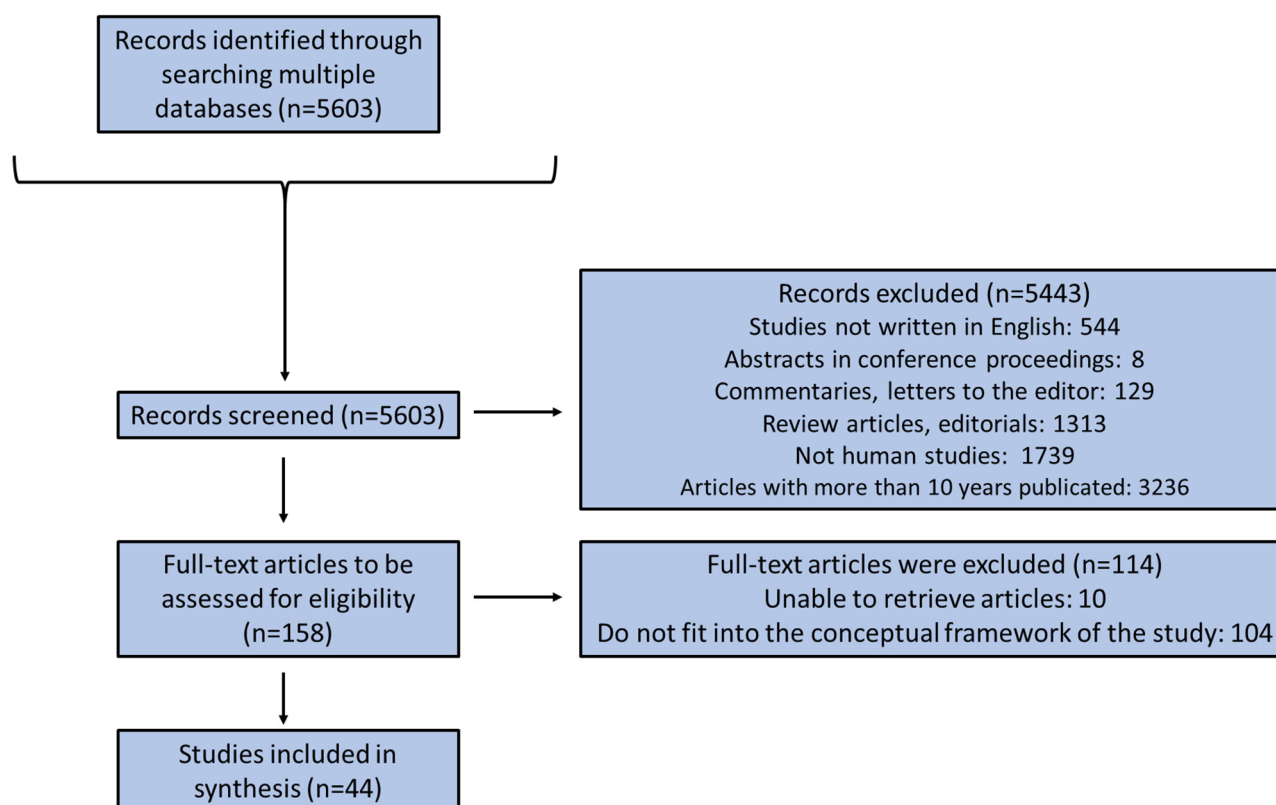 Records identified through
searching multiple
databases (n=5603)
Records screened (n=5603)
Records excluded (n=5443)
Studies not written in English: 544
Abstracts in conference proceedings: 8
Commentaries, letters to the editor: 129
Review articles, editorials: 1313
Not human studies: 1739
Articles with more than 10 years publicated: 3236
Full-text articles to be
assessed for eligibility
(n=158)
Full-text articles were excluded (n=114)
Unable to retrieve articles: 10
Do not fit into the conceptual framework of the study: 104
Studies included in
synthesis (n=44)